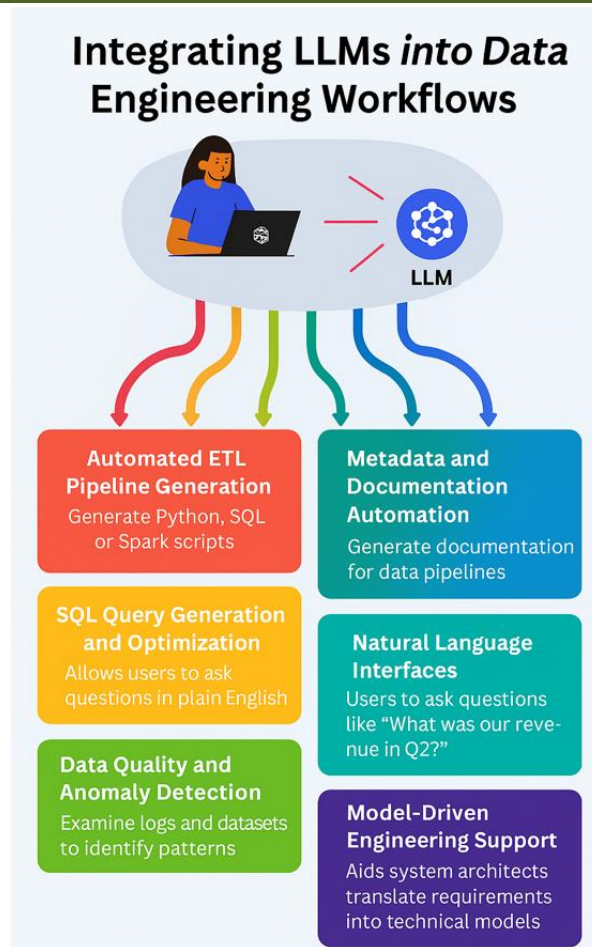 Integrating LLMs into Data
Engineering Workflows
LLM
Automated ETL
Pipeline Generation
Generate Python, SQL
or Spark scripts
SQL Query Generation
and Optimization
Allows users to ask
questions in plain English
Data Quality and
Anomaly Detection
Examine logs and datasets
to identify patterns
Metadata and
Documentation
Automation
Generate documentation
for data pipelines
Natural Language
Interfaces
Users to ask questions
like “What was our reve-
nue in Q2?”
Model-Driven
Engineering Support
Aids system architects
translate requirements
into technical models